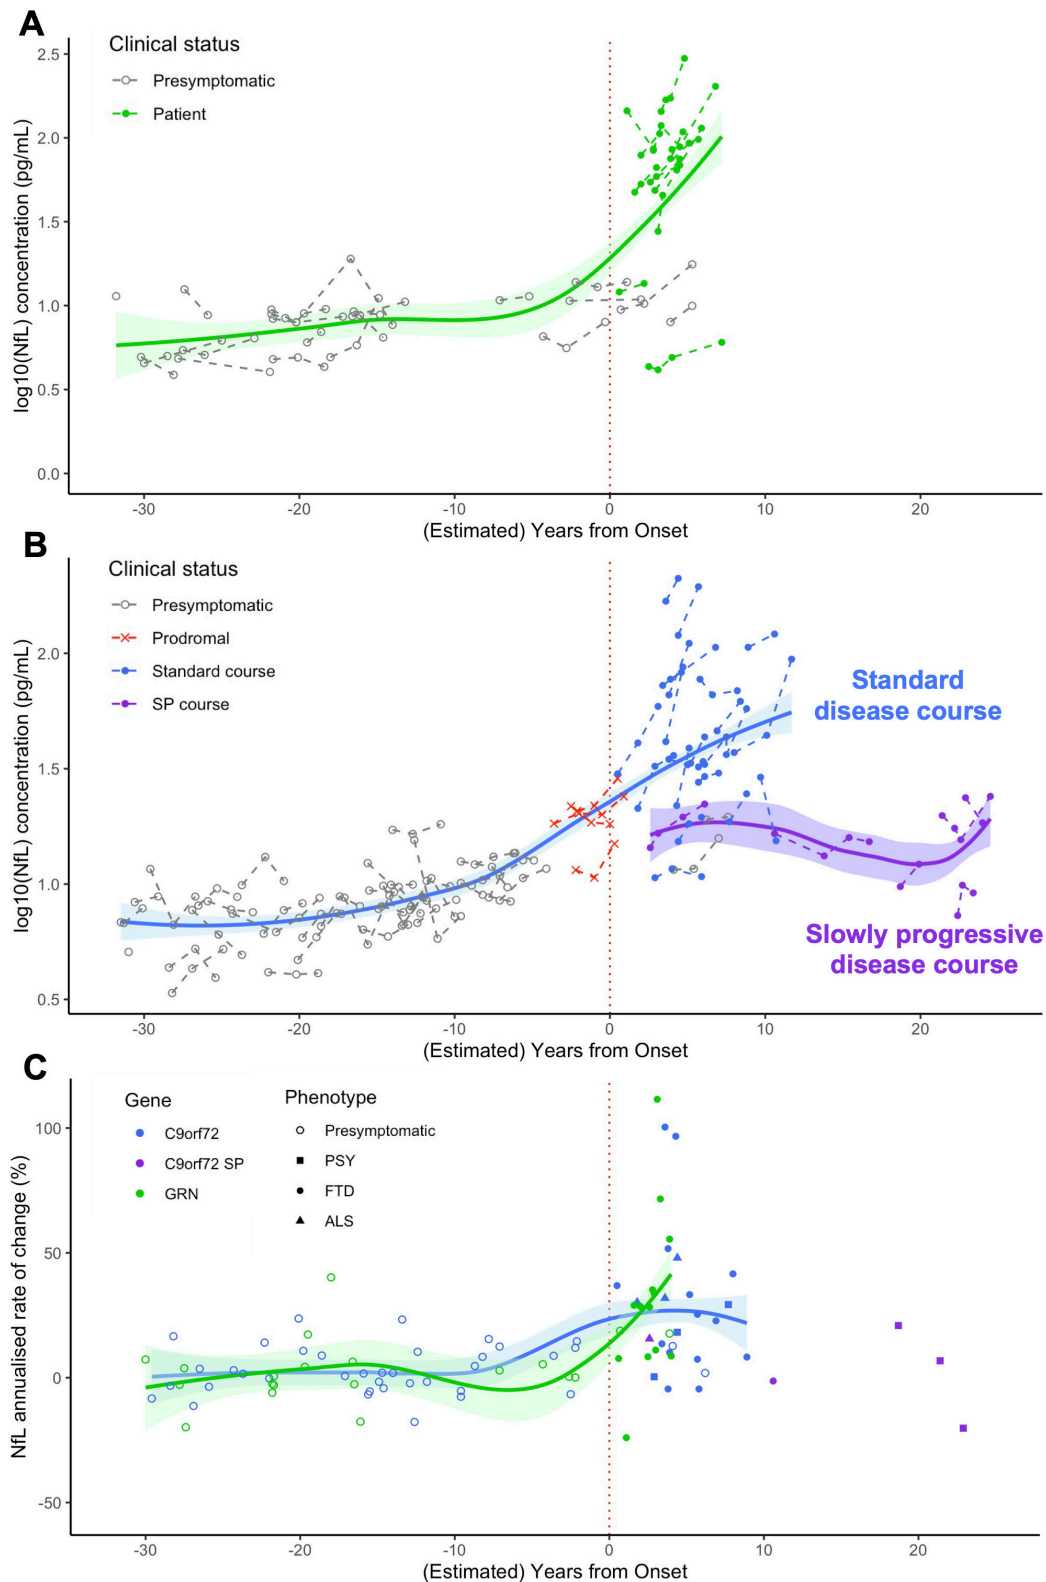 A
Clinical status
Presymptomatic
Patient
log10(NfL) concentration (pg/mL)
2.5
2.0
1.5
1.0
0.5
0.0
-30
-20
-10
0
10
20
(Estimated) Years from Onset
B
Clinical status
Presymptomatic
Prodromal
Standard course
SP course
log10(NfL) concentration (pg/mL)
2.0
1.5
1.0
0.5
Standard
disease course
Slowly progressive
disease course
-30
-20
-10
0
10
20
(Estimated) Years from Onset
C
Gene
C9orf72
C9orf72 SP
GRN
Phenotype
Presymptomatic
PSY
FTD
ALS
NfL annualised rate of change (%)
100
50
0
-50
-30
-20
-10
0
10
20
(Estimated) Years from Onset